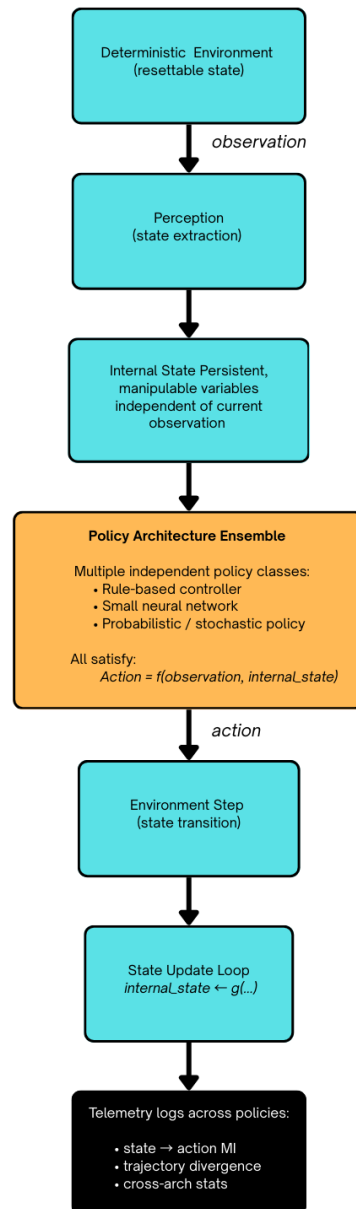 Deterministic Environment
(resettable state)
observation
Perception
(state extraction)
Internal State Persistent,
manipulable variables
independent of current
observation
Policy Architecture Ensemble
Multiple independent policy classes:
• Rule-based controller
• Small neural network
• Probabilistic / stochastic policy
All satisfy:
Action = f(observation, internal_state)
action
Environment Step
(state transition)
State Update Loop
internal_state ← g(...)
Telemetry logs across policies:
• state → action MI
• trajectory divergence
• cross-arch stats